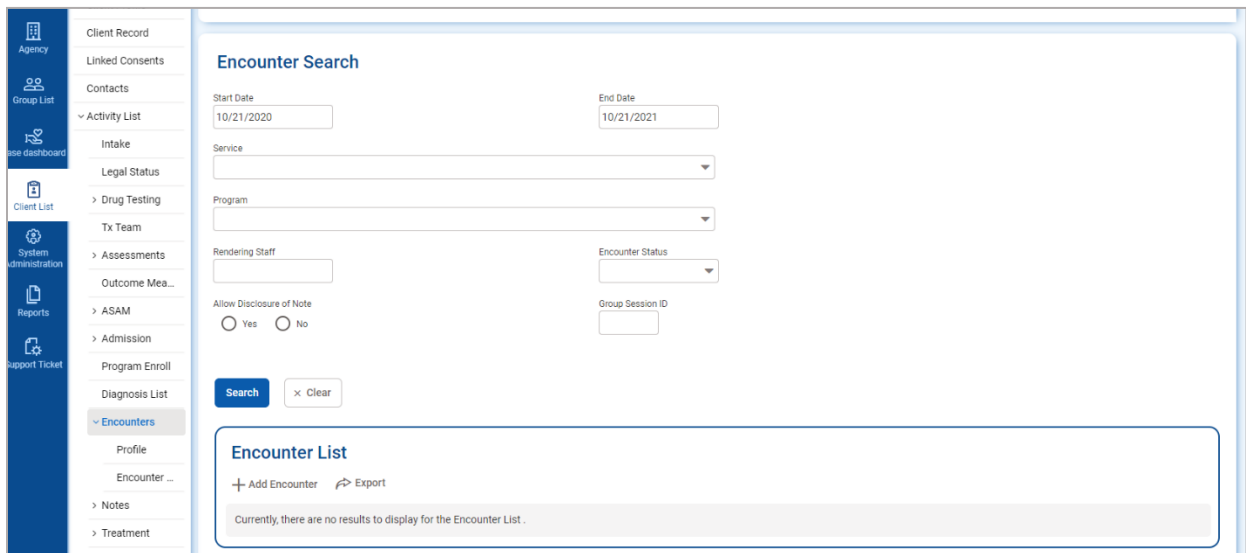 Agency
Group List
ase dashboard
Client List
System
dministration
Reports
upport Ticket
Client Record
Linked Consents
Contacts
Activity List
Intake
Legal Status
Drug Testing
Tx Team
Assessments
Outcome Mea...
ASAM
Admission
Program Enroll
Diagnosis List
Encounters
Profile
Encounter ...
Notes
Treatment
Encounter Search
Start Date
End Date
10/21/2020
10/21/2021
Service
Program
Rendering Staff
Encounter Status
Allow Disclosure of Note
Group Session ID
Yes No
Search × Clear
Encounter List
+ Add Encounter Export
Currently, there are no results to display for the Encounter List .